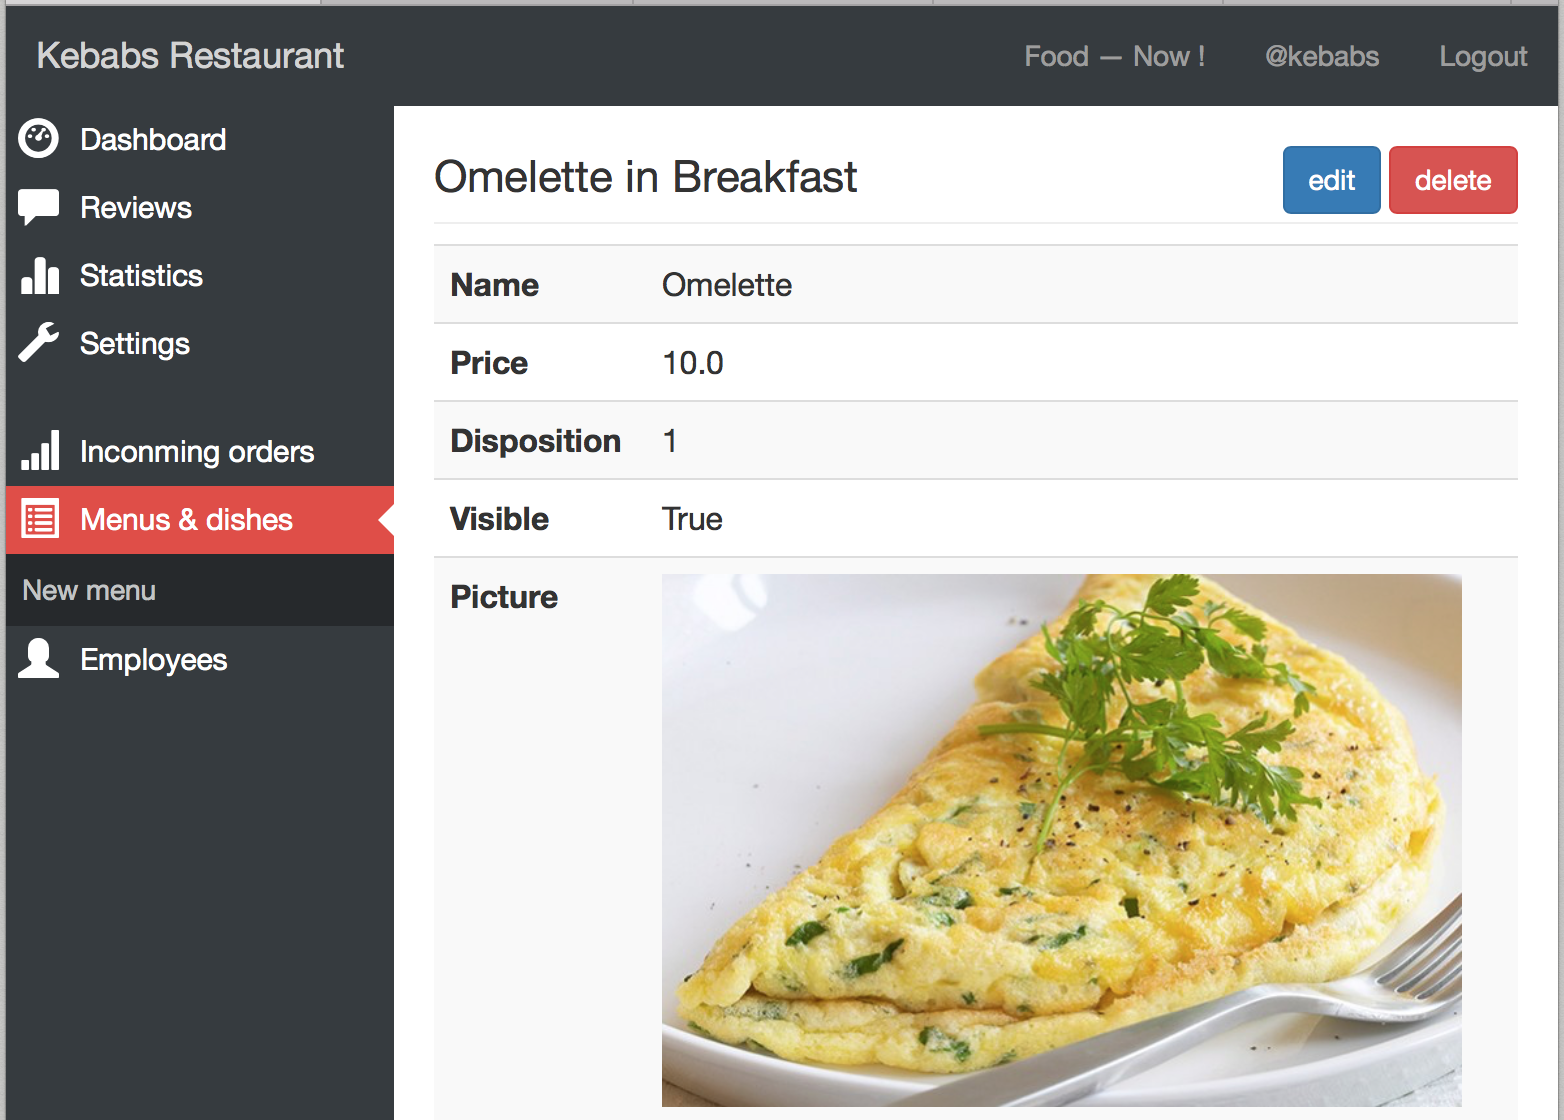 Kebabs Restaurant
Food — Now !
@kebabs
Logout
Dashboard
Reviews
Statistics
Settings
Inconming orders
Menus & dishes
New menu
Employees
Omelette in Breakfast
edit
delete
Name Omelette
Price 10.0
Disposition 1
Visible True
Picture